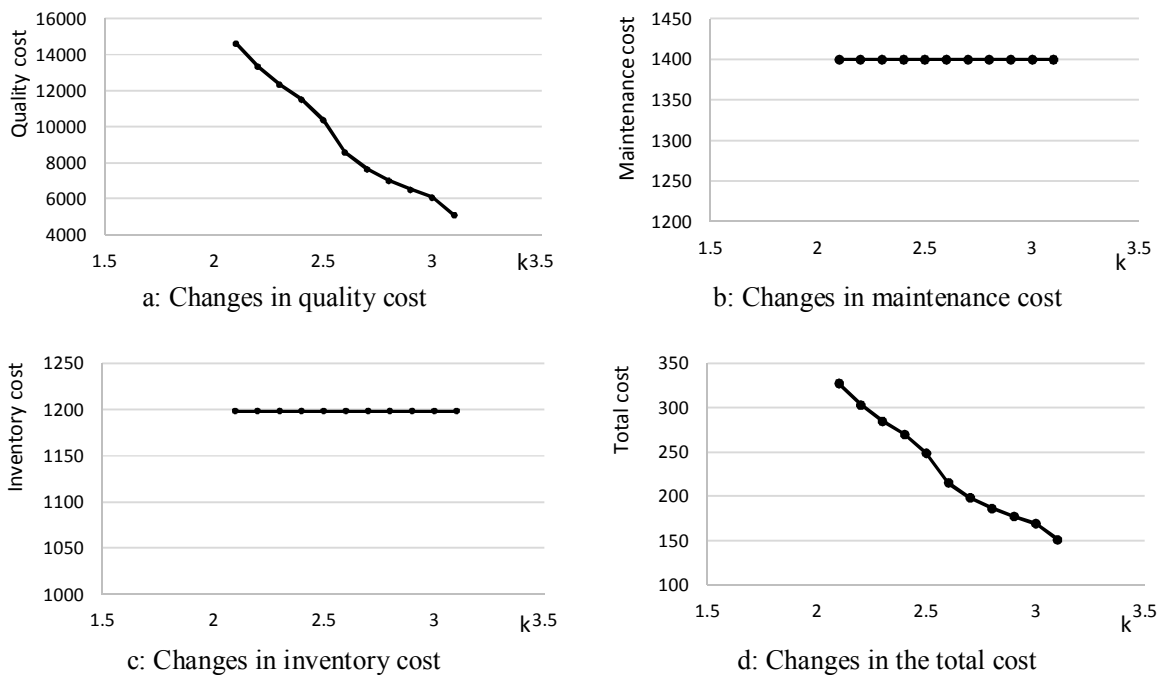 Quality cost
16000
14000
12000
10000
8000
6000
4000
1.5 2 2.5 3 k 3.5
a: Changes in quality cost
Maintenance cost
1450
1400
1350
1300
1250
1200
1.5 2 2.5 3 k 3.5
b: Changes in maintenance cost
Inventory cost
1250
1200
1150
1100
1050
1000
1.5 2 2.5 3 k 3.5
c: Changes in inventory cost
Total cost
350
300
250
200
150
100
1.5 2 2.5 3 k 3.5
d: Changes in the total cost